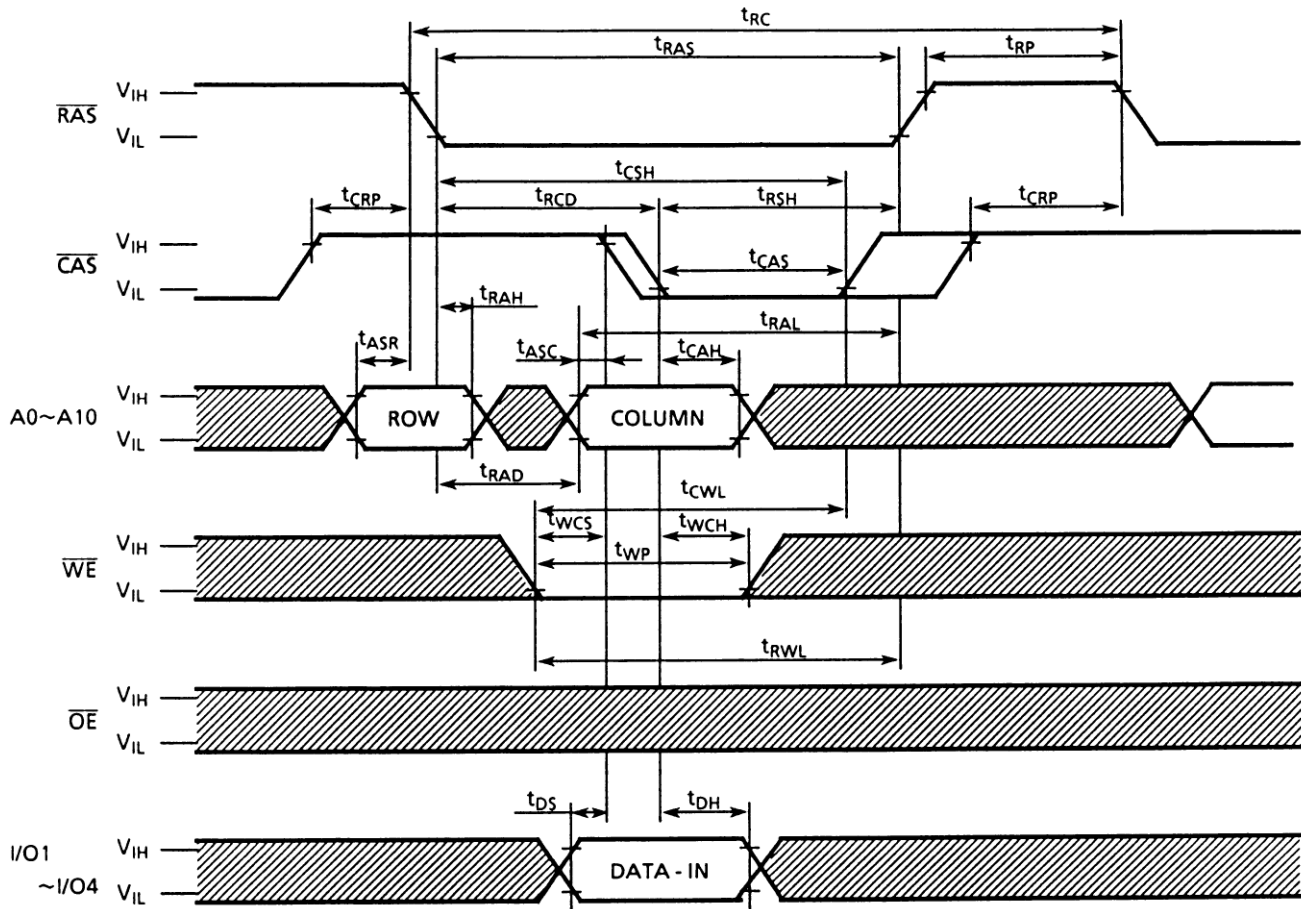 tRC
tRAS
tRP
RAS
VIH
VIL
tCSH
tCRP
tRCD
tRSH
tCRP
CAS
VIH
VIL
tCAS
tRAH
tRAL
tASR
tASC
tCAH
A0~A10
VIH
VIL
ROW
COLUMN
tRAD
tCWL
tWCS
tWCH
WE
VIH
VIL
tWP
tRWL
OE
VIH
VIL
tDS
tDH
I/O1
~I/O4
VIH
VIL
DATA - IN